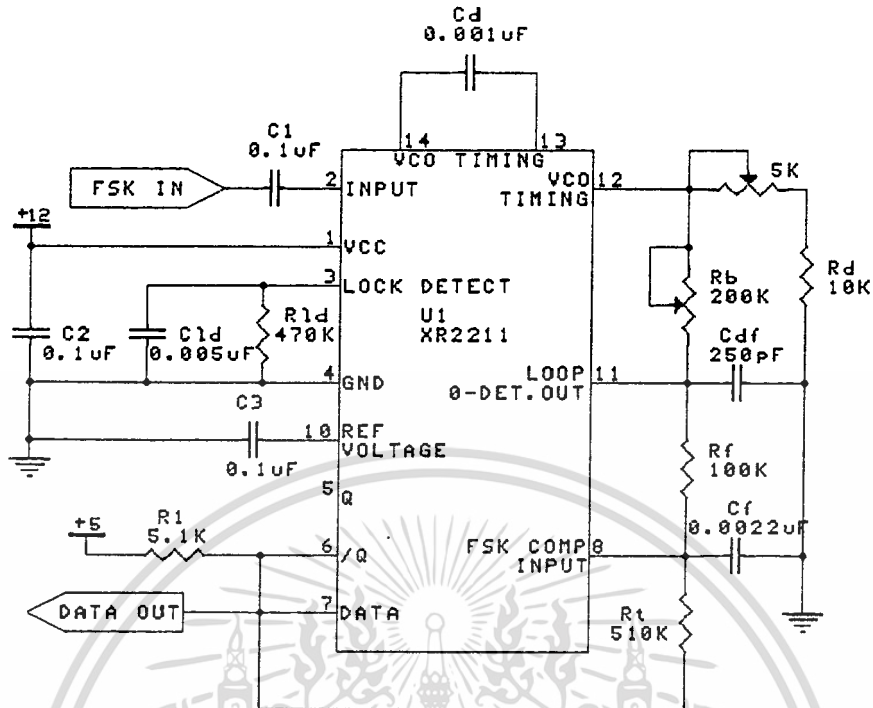 Cd
0.001uF
14
13
VCO TIMING
C1
0.1uF
FSK IN
2
INPUT
VCO
TIMING
12
5K
+12
1
VCC
3
LOCK DETECT
Rb
200K
Rd
10K
C2
0.1uF
Cld
0.005uF
Rld
470K
U1
XR2211
Cdf
250pF
4
GND
LOOP
0-DET.OUT
11
C3
0.1uF
10
REF
VOLTAGE
Rf
100K
5
Q
Cf
0.0022uF
+5
R1
5.1K
6
/Q
FSK COMP
INPUT
8
DATA OUT
7
DATA
Rt
510K